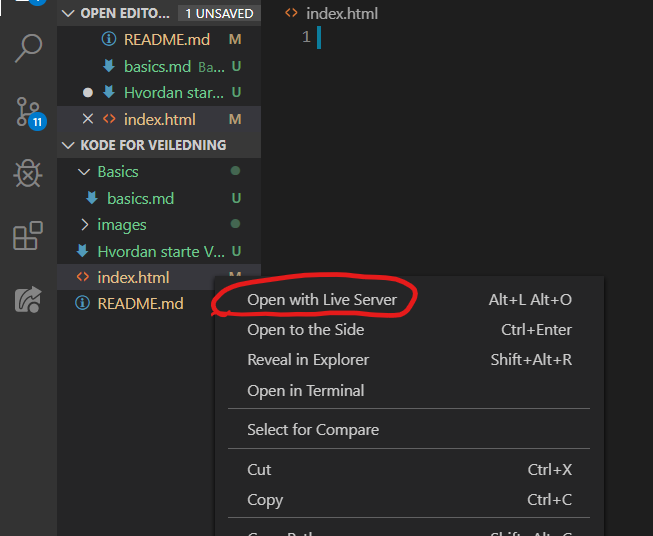 OPEN EDITO... 1 UNSAVED
README.md M
basics.md Ba... U
Hvordan star... U
index.html M
KODE FOR VEILEDNING
Basics
basics.md U
images
Hvordan starte V... U
index.html
README.md
11
index.html
1
Open with Live Server Alt+L Alt+O
Open to the Side Ctrl+Enter
Reveal in Explorer Shift+Alt+R
Open in Terminal
Select for Compare
Cut Ctrl+X
Copy Ctrl+C